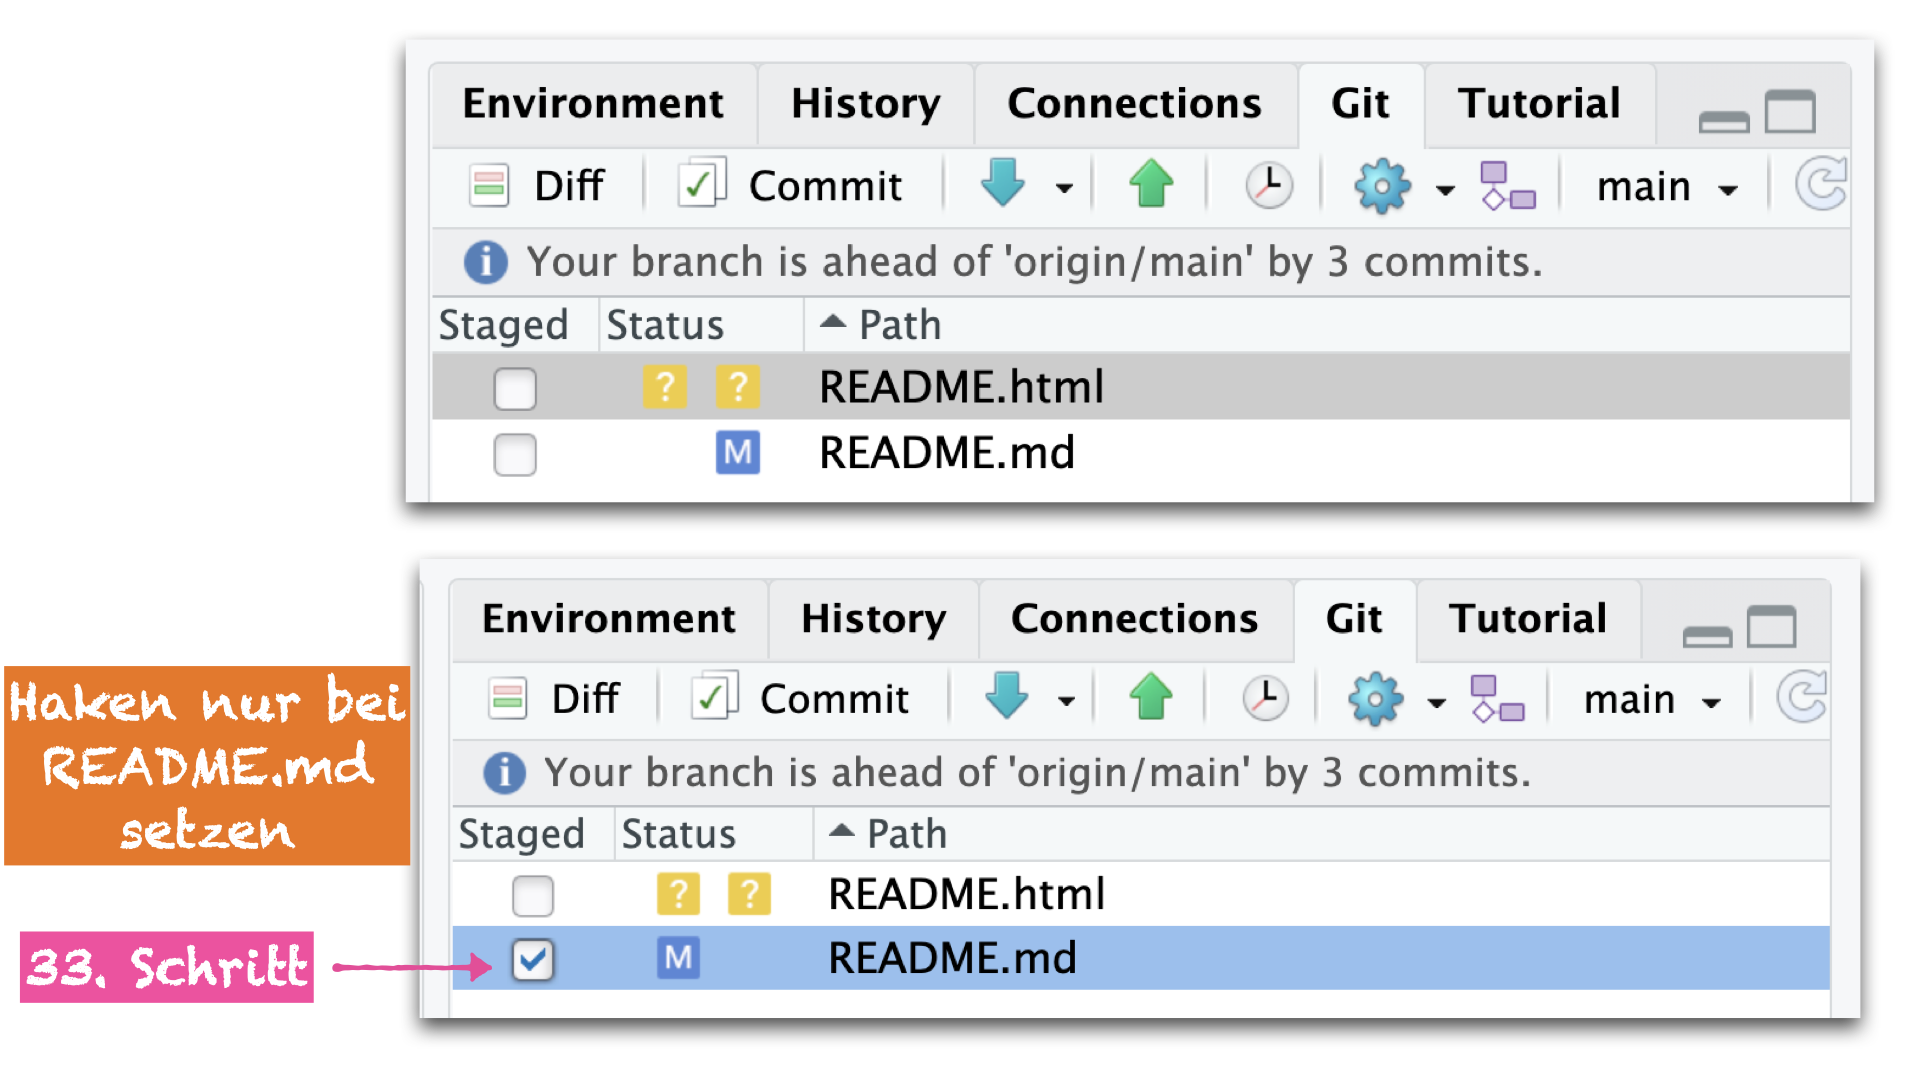 Environment History Connections Git Tutorial
Diff Commit main
Your branch is ahead of 'origin/main' by 3 commits.
Staged Status Path
? ? README.html
M README.md
Environment History Connections Git Tutorial
Diff Commit main
Your branch is ahead of 'origin/main' by 3 commits.
Staged Status Path
? ? README.html
M README.md
Haken nur bei
README.md
setzen
33. Schritt